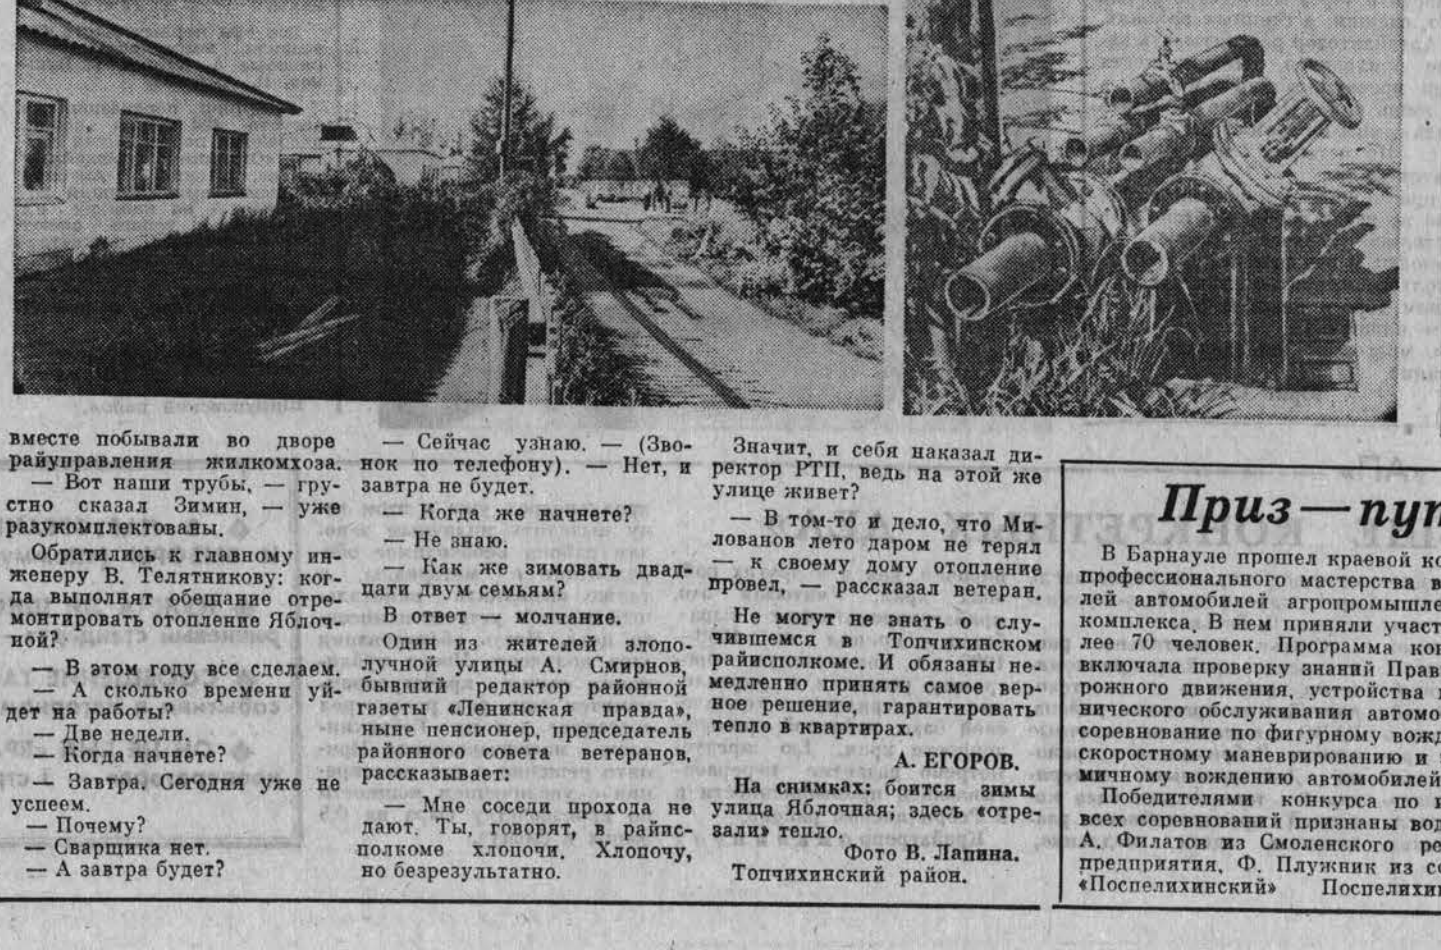 вместе побывали во дворе
райуправления жилкомхоза.
— Вот наши трубы, — гру-
стно сказал Зимин, — уже
разукомплектованы.
Обратились к главному ин-
женеру В. Телятникову: ког-
да выполнят обещание отре-
монтировать отопление Яблоч-
ной?
— В этом году все сделаем.
— А сколько времени уй-
дет на работы?
— Две недели.
— Когда начнете?
— Завтра. Сегодня уже не
успеем.
— Почему?
— Сварщика нет.
— А завтра будет?
— Сейчас узнаю. — (Зво-
нок по телефону). — Нет, и
завтра не будет.
— Когда же начнете?
— Не знаю.
— Как же зимовать двад-
цати двум семьям?
В ответ — молчание.
Один из жителей злопо-
лучной улицы А. Смирнов,
бывший редактор районной
газеты «Ленинская правда»,
ныне пенсионер, председатель
районного совета ветеранов,
рассказывает:
— Мне соседи прохода не
дают. Ты, говорят, в райис-
полкоме хлопочи. Хлопочу,
но безрезультатно.
Значит, и себя наказал ди-
ректор РТП, ведь на этой же
улице живет?
— В том-то и дело, что Ми-
лованов лето даром не терял
— к своему дому отопление
провел, — рассказал ветеран.
Не могут не знать о слу-
чившемся в Топчихинском
райисполкоме. И обязаны не-
медленно принять самое вер-
ное решение, гарантировать
тепло в квартирах.
А. ЕГОРОВ.
На снимках: боится зимы
улица Яблочная; здесь «отре-
зали» тепло.
Фото В. Лапина.
Топчихинский район.
Приз — пут
В Барнауле прошел краевой ко
профессионального мастерства в
лей автомобилей агропромышле
комплекса. В нем приняли участ
лее 70 человек. Программа кон
включала проверку знаний Прав
рожного движения, устройства и
нического обслуживания автомо
соревнование по фигурному вожд
скоростному маневрированию и
мичному вождению автомобилей
Победителями конкурса по
всех соревнований признаны вод
А. Филатов из Смоленского ре
предприятия, Ф. Плужник из со
«Поспелихинский» Поспелихин